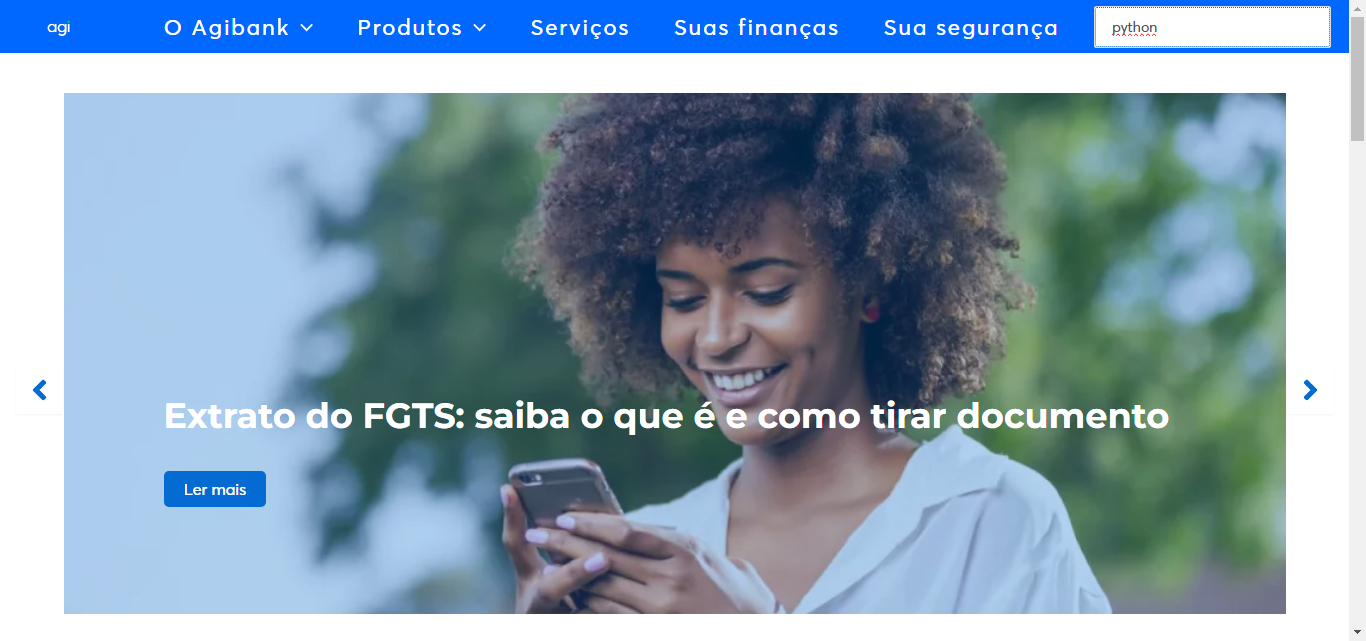 agi
O Agibank
Produtos
Serviços
Suas finanças
Sua segurança
python
Extrato do FGTS: saiba o que é e como tirar documento
Ler mais